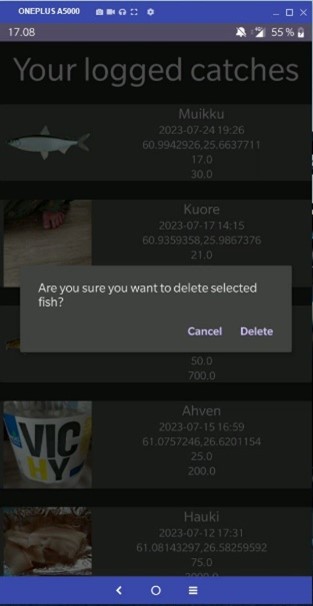 ONEPLUS A5000
17.08
55 %
Your logged catches
Muikku
2023-07-24 19:26
60.9942926,25.6637711
17.0
30.0
Kuore
2023-07-17 14:15
60.9359358,25.9867376
21.0
Are you sure you want to delete selected
fish?
Cancel
Delete
50.0
700.0
VIC
HY
Ahven
2023-07-15 16:59
61.0757246,26.6201154
25.0
200.0
Hauki
2023-07-12 17:31
61.08143297,26.58259592
75.0